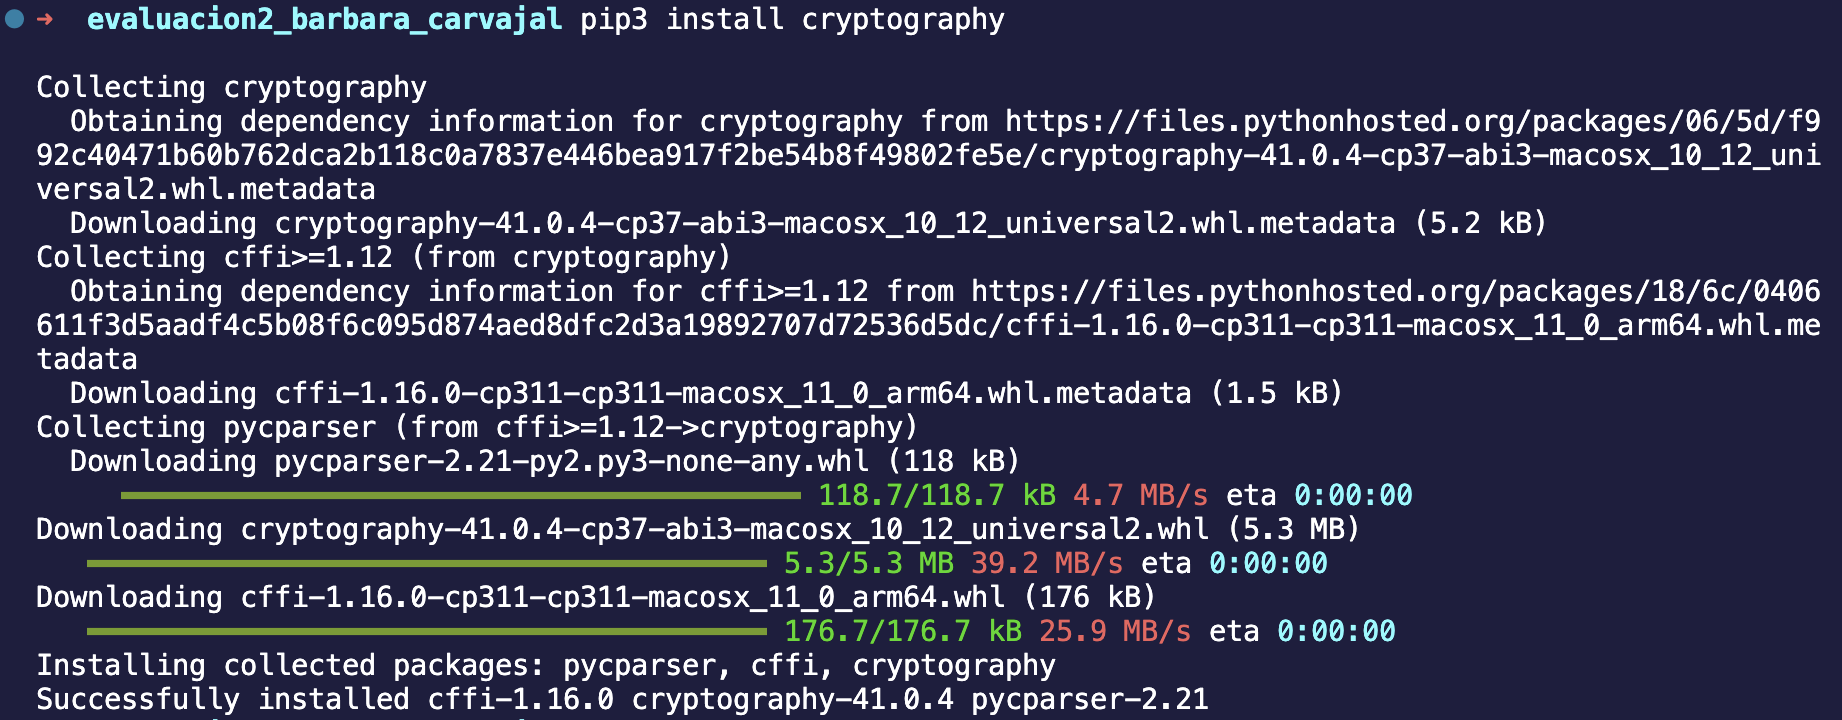 ➜ evaluacion2_barbara_carvajal pip3 install cryptography
Collecting cryptography
Obtaining dependency information for cryptography from https://files.pythonhosted.org/packages/06/5d/f9
92c40471b60b762dca2b118c0a7837e446bea917f2be54b8f49802fe5e/cryptography-41.0.4-cp37-abi3-macosx_10_12_uni
versal2.whl.metadata
Downloading cryptography-41.0.4-cp37-abi3-macosx_10_12_universal2.whl.metadata (5.2 kB)
Collecting cffi>=1.12 (from cryptography)
Obtaining dependency information for cffi>=1.12 from https://files.pythonhosted.org/packages/18/6c/0406
611f3d5aadf4c5b08f6c095d874aed8dfc2d3a19892707d72536d5dc/cffi-1.16.0-cp311-cp311-macosx_11_0_arm64.whl.me
tadata
Downloading cffi-1.16.0-cp311-cp311-macosx_11_0_arm64.whl.metadata (1.5 kB)
Collecting pycparser (from cffi>=1.12->cryptography)
Downloading pycparser-2.21-py2.py3-none-any.whl (118 kB)
118.7/118.7 kB 4.7 MB/s eta 0:00:00
Downloading cryptography-41.0.4-cp37-abi3-macosx_10_12_universal2.whl (5.3 MB)
5.3/5.3 MB 39.2 MB/s eta 0:00:00
Downloading cffi-1.16.0-cp311-cp311-macosx_11_0_arm64.whl (176 kB)
176.7/176.7 kB 25.9 MB/s eta 0:00:00
Installing collected packages: pycparser, cffi, cryptography
Successfully installed cffi-1.16.0 cryptography-41.0.4 pycparser-2.21